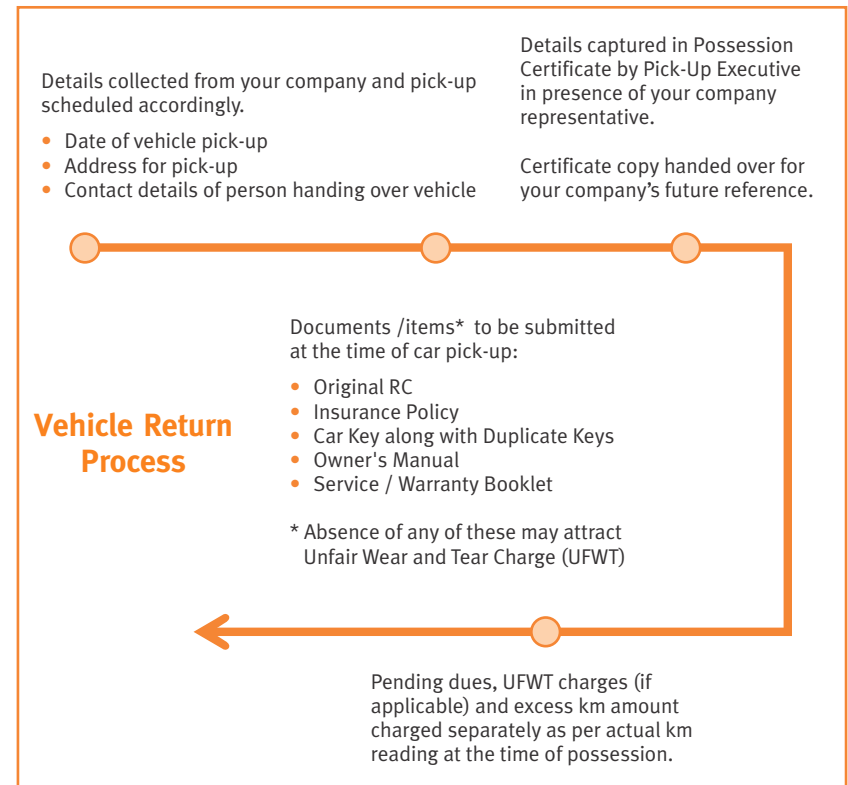 Details collected from your company and pick-up
scheduled accordingly.
• Date of vehicle pick-up
• Address for pick-up
• Contact details of person handing over vehicle
Details captured in Possession
Certificate by Pick-Up Executive
in presence of your company
representative.
Certificate copy handed over for
your company’s future reference.
Vehicle Return
Process
Documents /items* to be submitted
at the time of car pick-up:
• Original RC
• Insurance Policy
• Car Key along with Duplicate Keys
• Owner's Manual
• Service / Warranty Booklet
* Absence of any of these may attract
Unfair Wear and Tear Charge (UFWT)
Pending dues, UFWT charges (if
applicable) and excess km amount
charged separately as per actual km
reading at the time of possession.